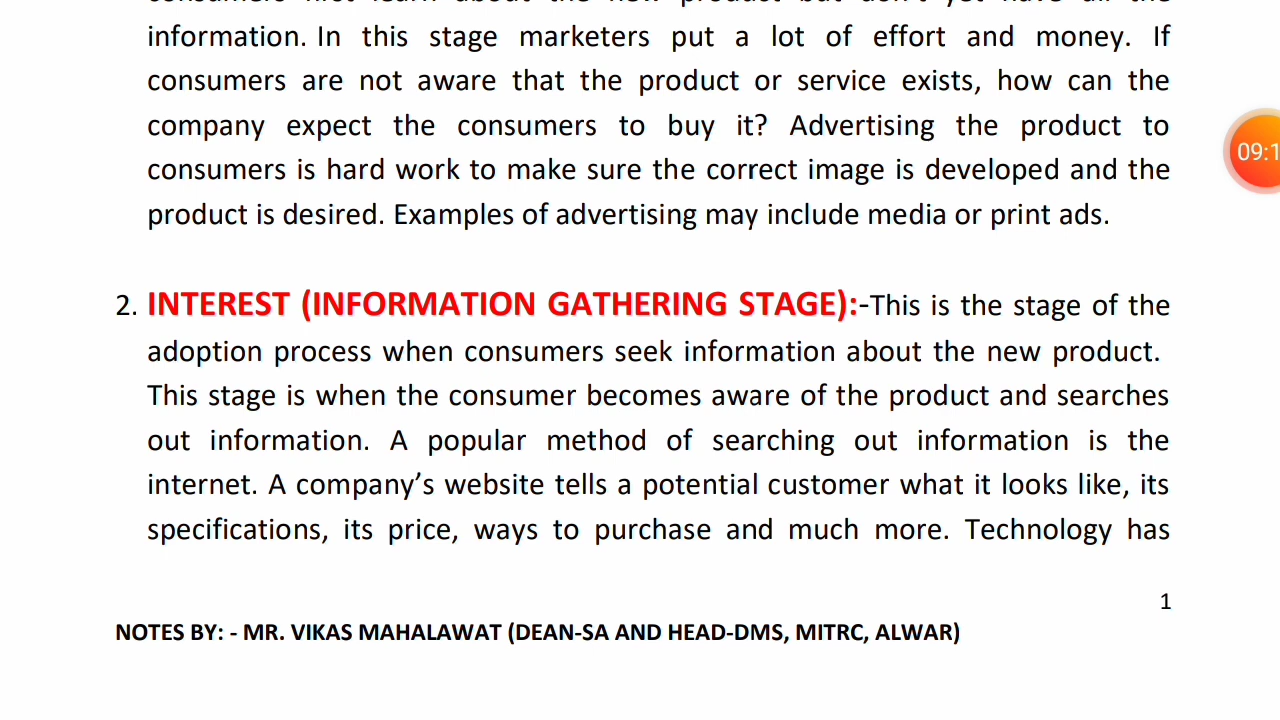 information. In this stage marketers put a lot of effort and money. If
consumers are not aware that the product or service exists, how can the
company expect the consumers to buy it? Advertising the product to
consumers is hard work to make sure the correct image is developed and the
product is desired. Examples of advertising may include media or print ads.
2. INTEREST (INFORMATION GATHERING STAGE):-This is the stage of the
adoption process when consumers seek information about the new product.
This stage is when the consumer becomes aware of the product and searches
out information. A popular method of searching out information is the
internet. A company’s website tells a potential customer what it looks like, its
specifications, its price, ways to purchase and much more. Technology has
1
NOTES BY: - MR. VIKAS MAHALAWAT (DEAN-SA AND HEAD-DMS, MITRC, ALWAR)
09:1